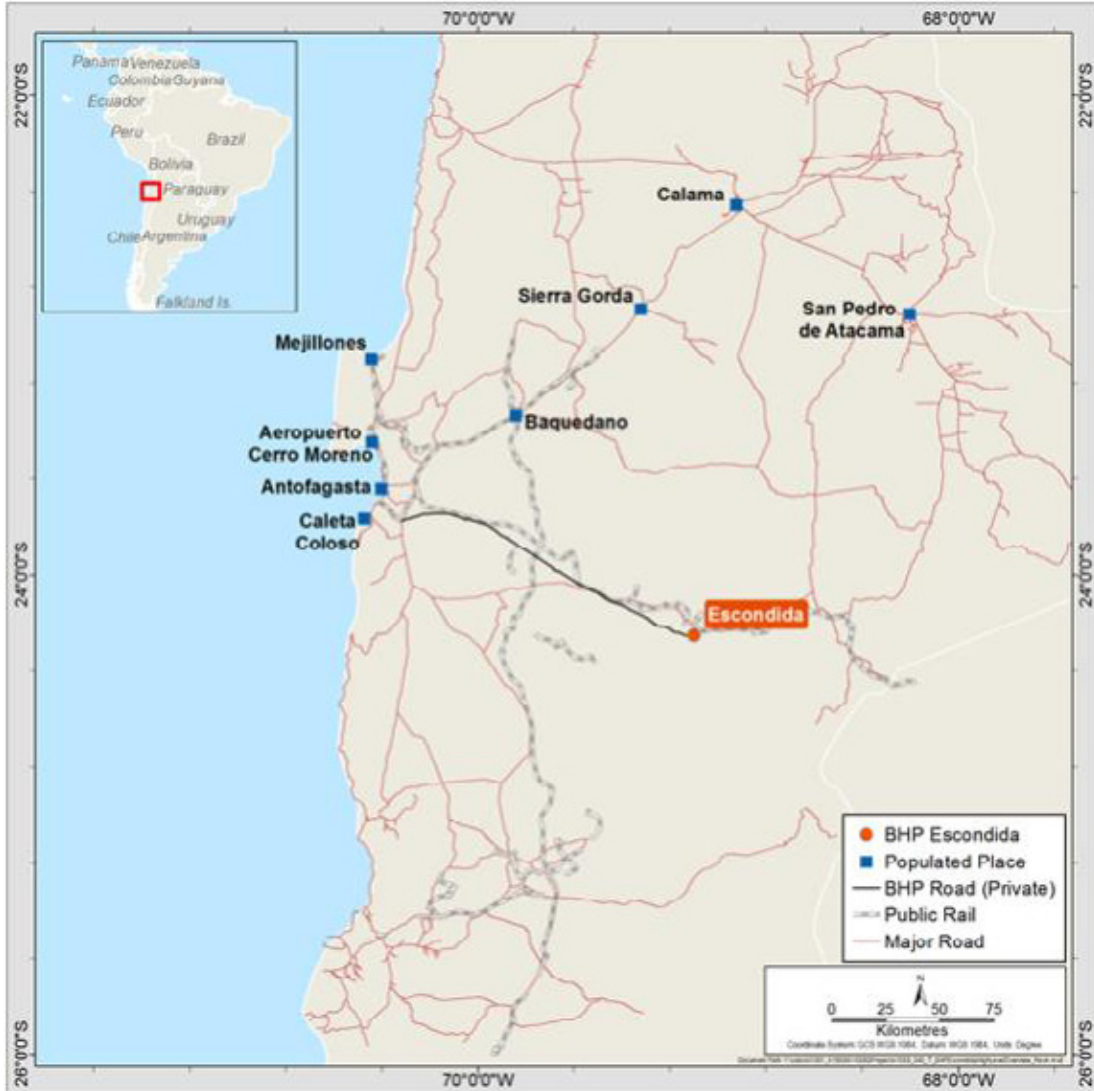 70°0'0"W
68°0'0"W
Panama Venezuela
Colombia Guyana
Ecuador
Peru
Brazil
Bolivia
Paraguay
Uruguay
Chile Argentina
Falkland Is.
22°0'0"S
22°0'0"S
Calama
Sierra Gorda
San Pedro
de Atacama
Mejillones
Baquedano
Aeropuerto
Cerro Moreno
Antofagasta
Caleta
Coloso
24°0'0"S
24°0'0"S
Escondida
BHP Escondida
Populated Place
BHP Road (Private)
Public Rail
Major Road
N
0 25 50 75
Kilometres
Coordinate System: GCS WGS 1984, Datum: WGS 1984, Units: Degree
26°0'0"S
26°0'0"S
70°0'0"W
68°0'0"W